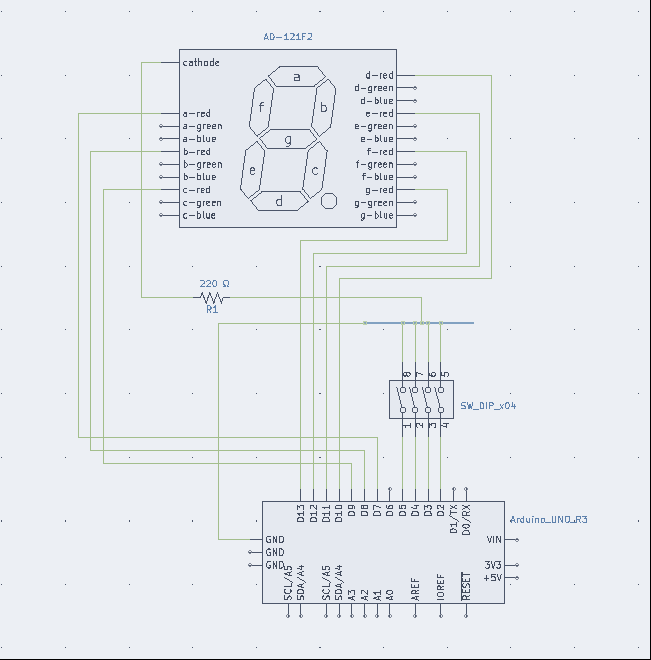 AD-121F2
cathode
a-red
a-green
a-blue
b-red
b-green
b-blue
c-red
c-green
c-blue
d-red
d-green
d-blue
e-red
e-green
e-blue
f-red
f-green
f-blue
g-red
g-green
g-blue
a
f
b
g
e
c
d
220 Ω
R1
8
7
6
5
SW_DIP_x04
1
2
3
4
D13
D12
D11
D10
D9
D8
D7
D6
D5
D4
D3
D2
D1/TX
D0/RX
Arduino_UNO_R3
GND
GND
GND
VIN
3V3
+5V
SCL/A5
SDA/A4
SCL/A5
SDA/A4
A3
A2
A1
A0
AREF
IOREF
RESET